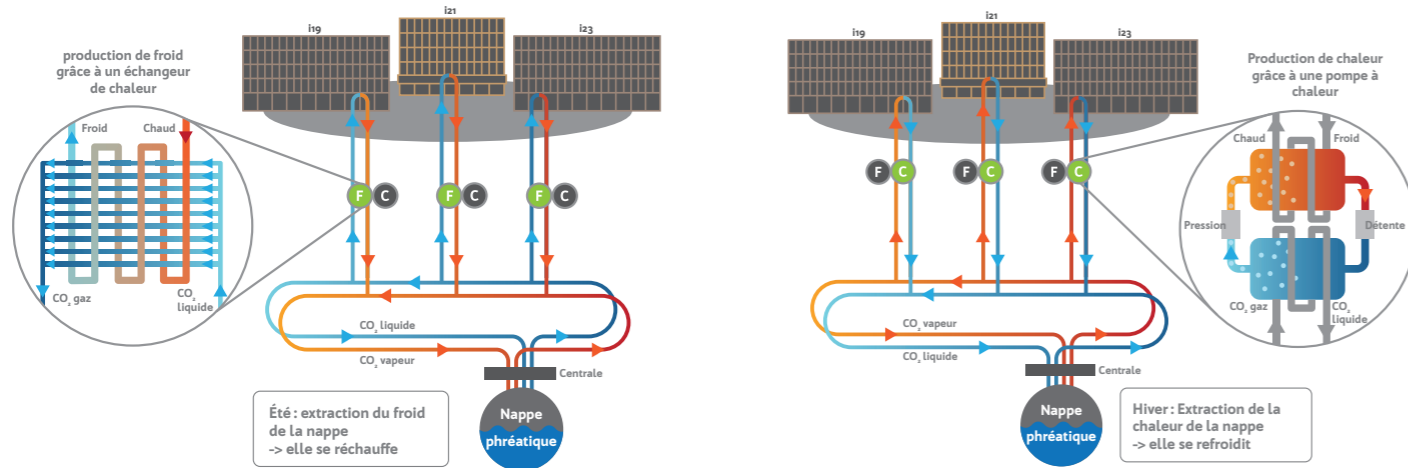 i19
i21
i23
production de froid
grâce à un échangeur
de chaleur
Froid
Chaud
CO₂ gaz
CO₂
liquide
F
C
F
C
F
C
CO₂ liquide
CO₂ vapeur
Centrale
Nappe
phréatique
Été : extraction du froid
de la nappe
-> elle se réchauffe
i19
i21
i23
Production de chaleur
grâce à une pompe à
chaleur
Chaud
Froid
Pression
Détente
CO₂ gaz
CO₂
liquide
F
C
F
C
F
C
CO₂ vapeur
CO₂ liquide
Centrale
Nappe
phréatique
Hiver : Extraction de la
chaleur de la nappe
-> elle se refroidit